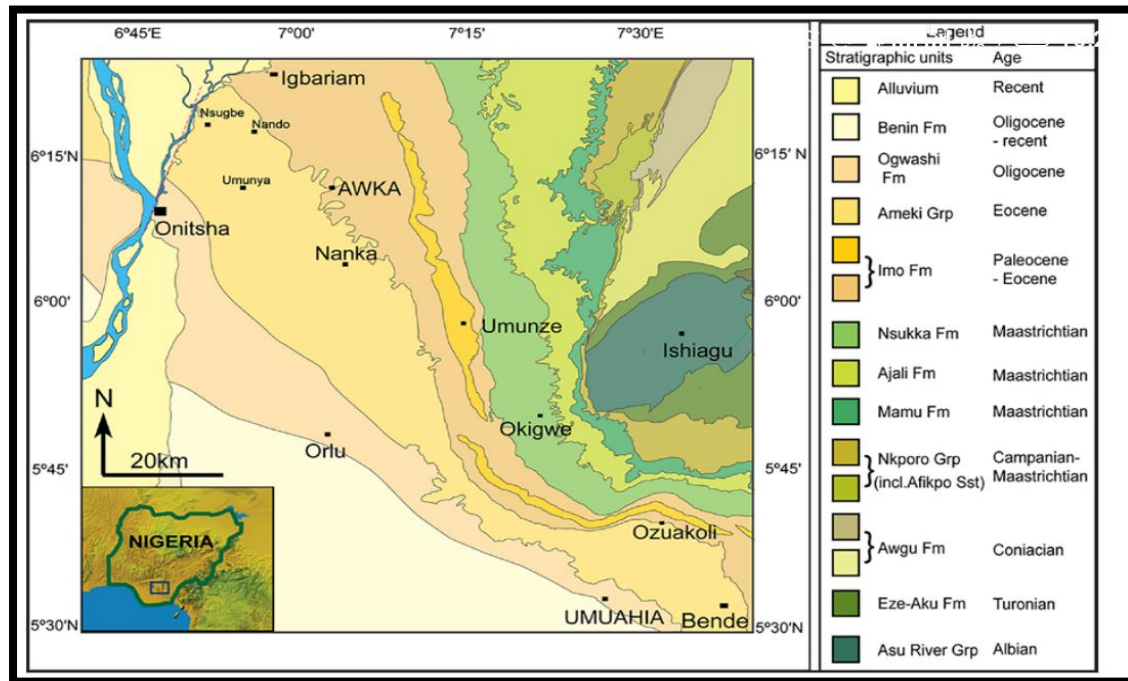 6°45'E
7°00'
7°15'
7°30'E
6°15'N
6°00'
5°45'
5°30'N
6°15' N
6°00'
5°45'
5°30'N
Igbariam
Nsugbe
Nando
Umunya
AWKA
Onitsha
Nanka
Umunze
Ishiagu
Okigwe
Orlu
Ozuakoli
UMUAHIA
Bende
N
20km
NIGERIA
Legend
Stratigraphic units Age
Alluvium Recent
Benin Fm Oligocene
- recent
Ogwashi
Fm Oligocene
Ameki Grp Eocene
Imo Fm Paleocene
- Eocene
Nsukka Fm Maastrichtian
Ajali Fm Maastrichtian
Mamu Fm Maastrichtian
Nkporo Grp Campanian-
(incl.Afikpo Sst) Maastrichtian
Awgu Fm Coniacian
Eze-Aku Fm Turonian
Asu River Grp Albian